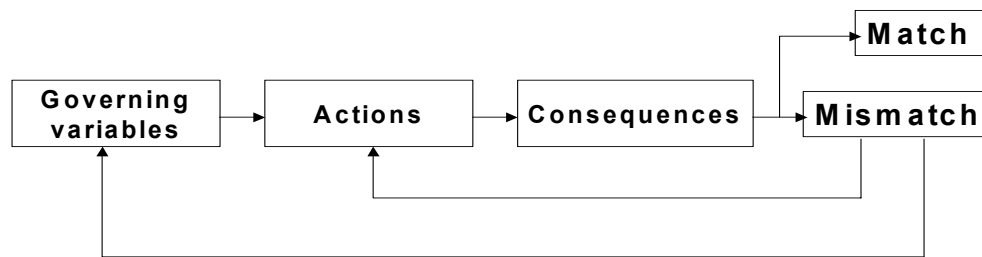 Match
Governing
variables
Actions
Consequences
Mismatch